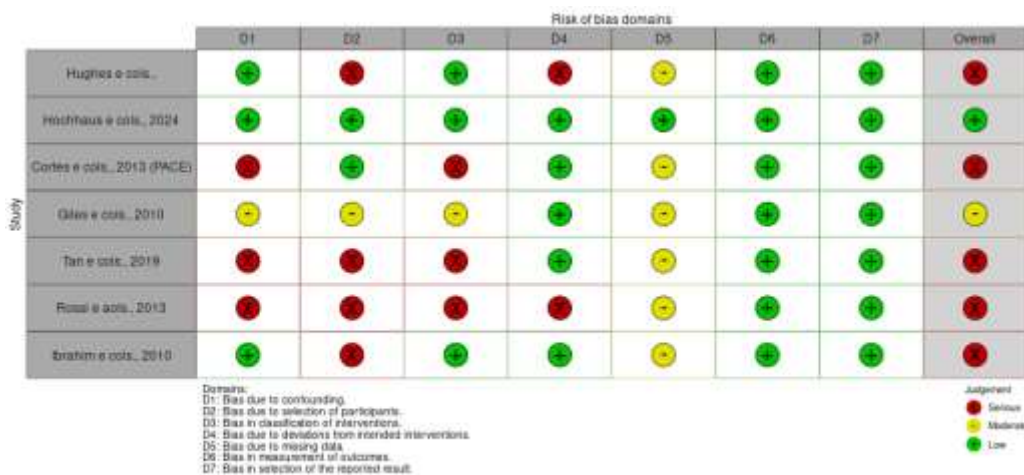 Risk of bias domains
D1 D2 D3 D4 D5 D6 D7 Overall
Study
Hughes e cols.,
Hochhaus e cols., 2024
Cortes e cols., 2013 (PACE)
Giles e cols., 2010
Tan e cols., 2019
Rossi e aols., 2013
Ibrahim e cols., 2010
Domains:
D1: Bias due to confounding.
D2: Bias due to selection of participants.
D3: Bias in classification of interventions.
D4: Bias due to deviations from intended interventions.
D5: Bias due to missing data.
D6: Bias in measurement of outcomes.
D7: Bias in selection of the reported result.
Judgement
Serious
Moderate
Low